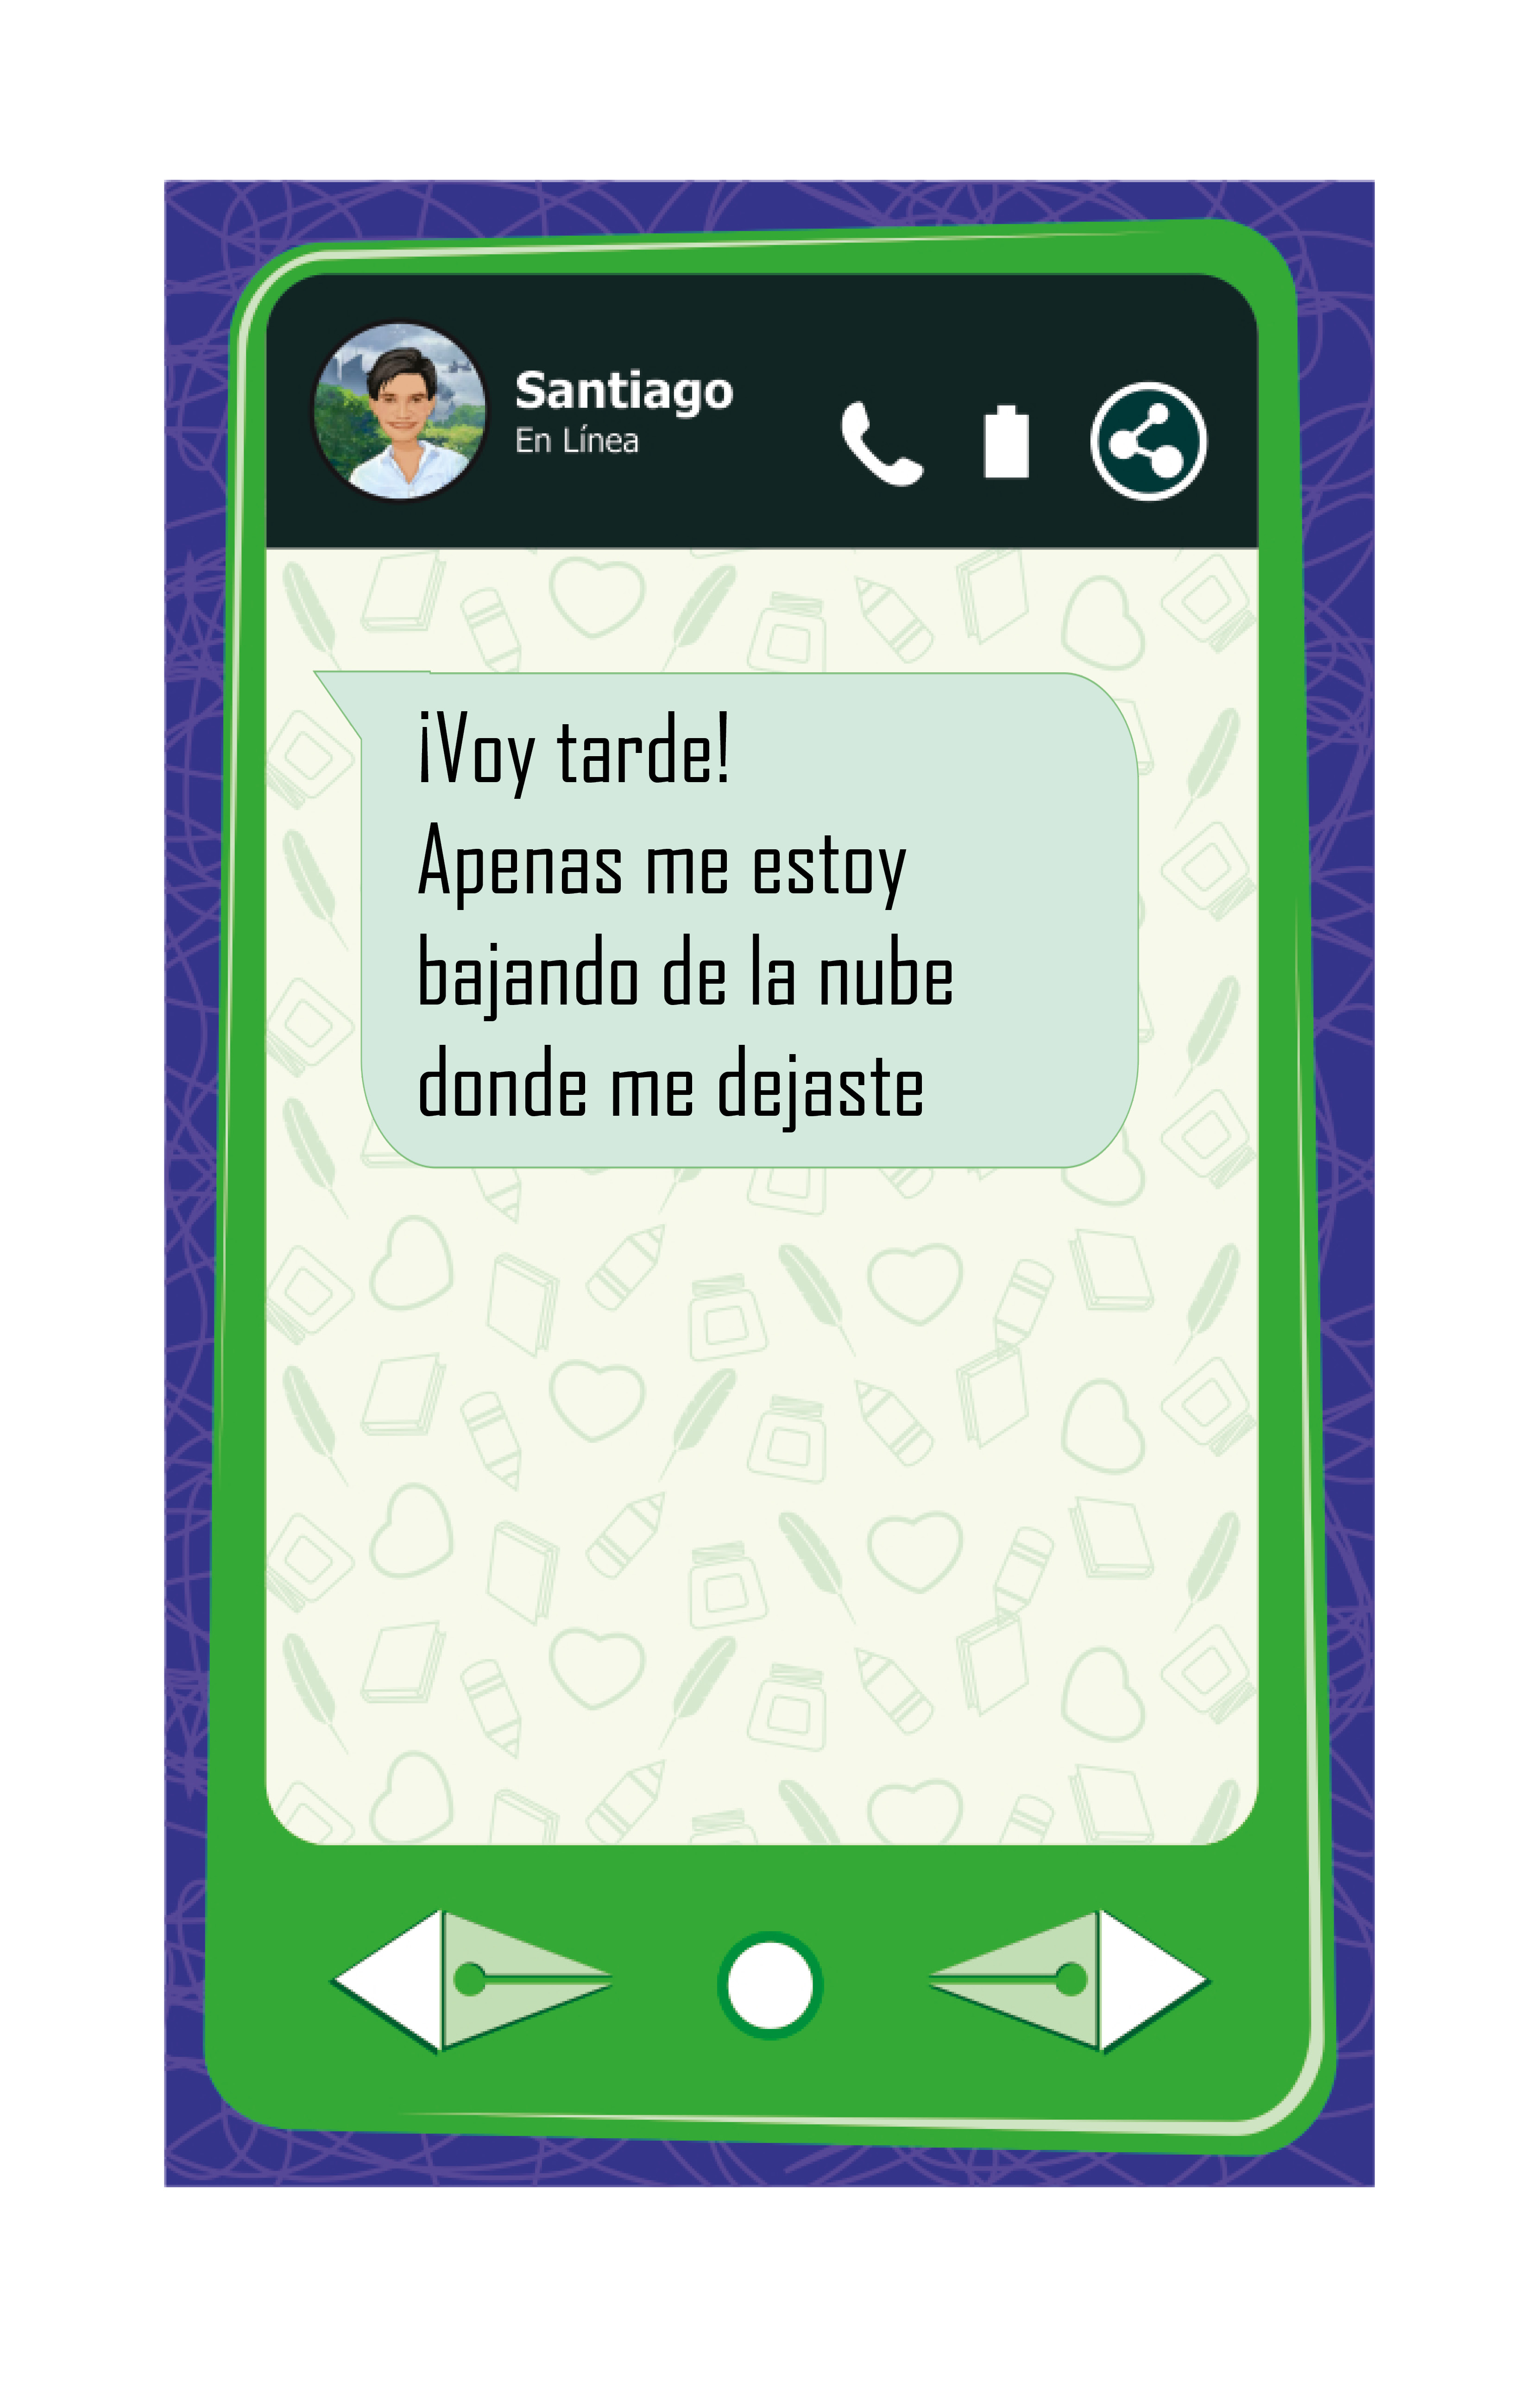 Santiago
En Línea
¡Voy tarde!
Apenas me estoy
bajando de la nube
donde me dejaste